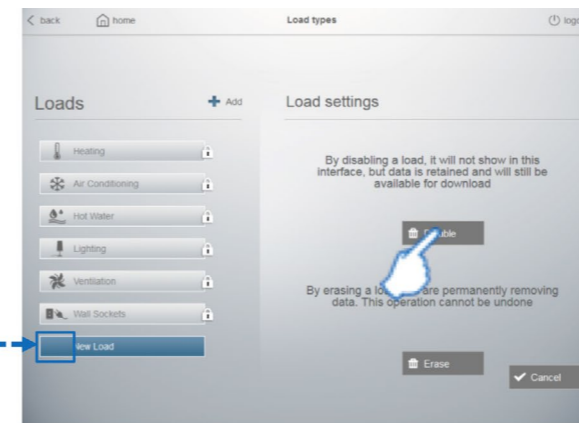 back
home
Load types
Loads
Add
Load settings
Heating
Air Conditioning
Hot Water
Lighting
Ventilation
Wall Sockets
New Load
By disabling a load, it will not show in this
interface, but data is retained and will still be
available for download
By erasing a are permanently removing
data. This operation cannot be undone
Erase
Cancel